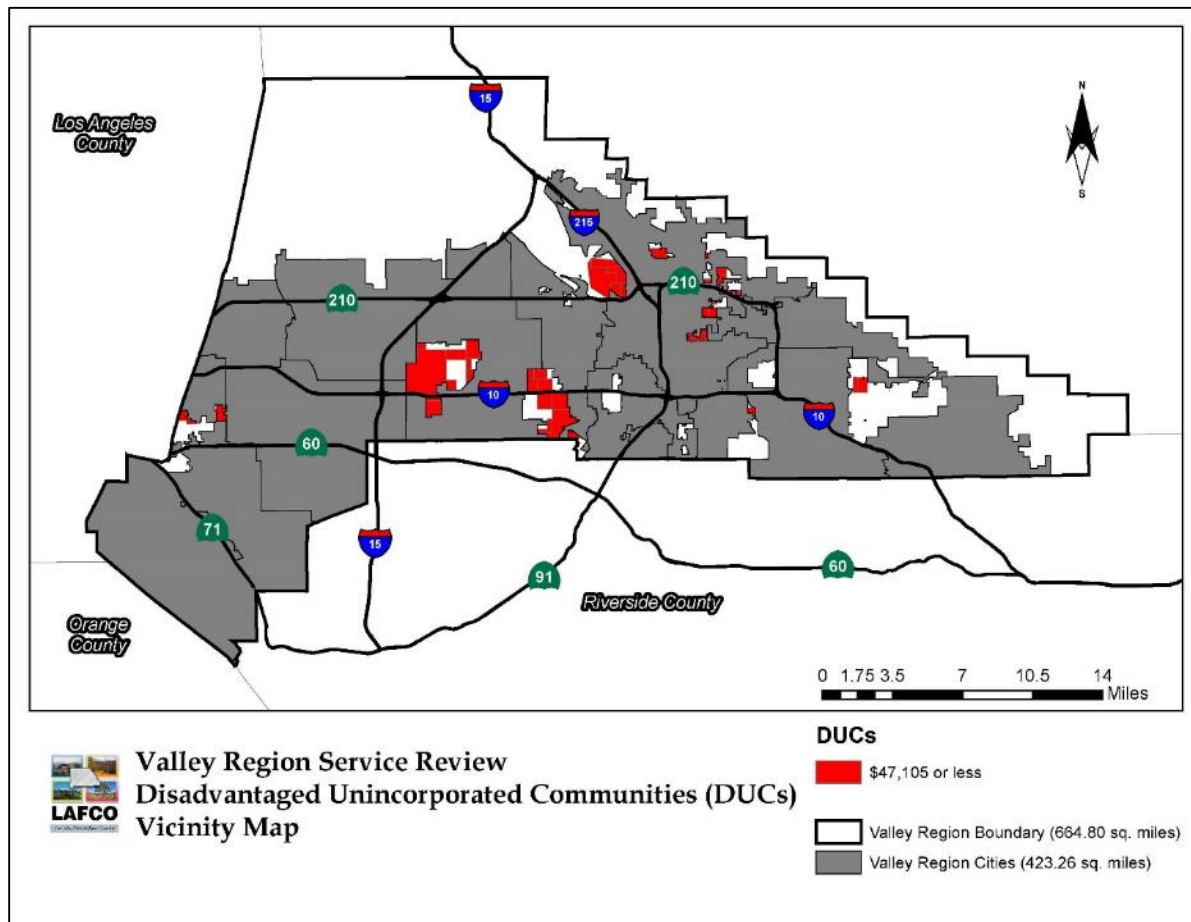 15
N
Los Angeles
County
S
215
210
210
10
10
60
71
15
91
60
Riverside County
Orange
County
0 1.75 3.5 7 10.5 14
Miles
DUCs
$47,105 or less
Valley Region Boundary (664.80 sq. miles)
Valley Region Cities (423.26 sq. miles)
LAFCO
Valley Region Service Review
Disadvantaged Unincorporated Communities (DUCs)
Vicinity Map